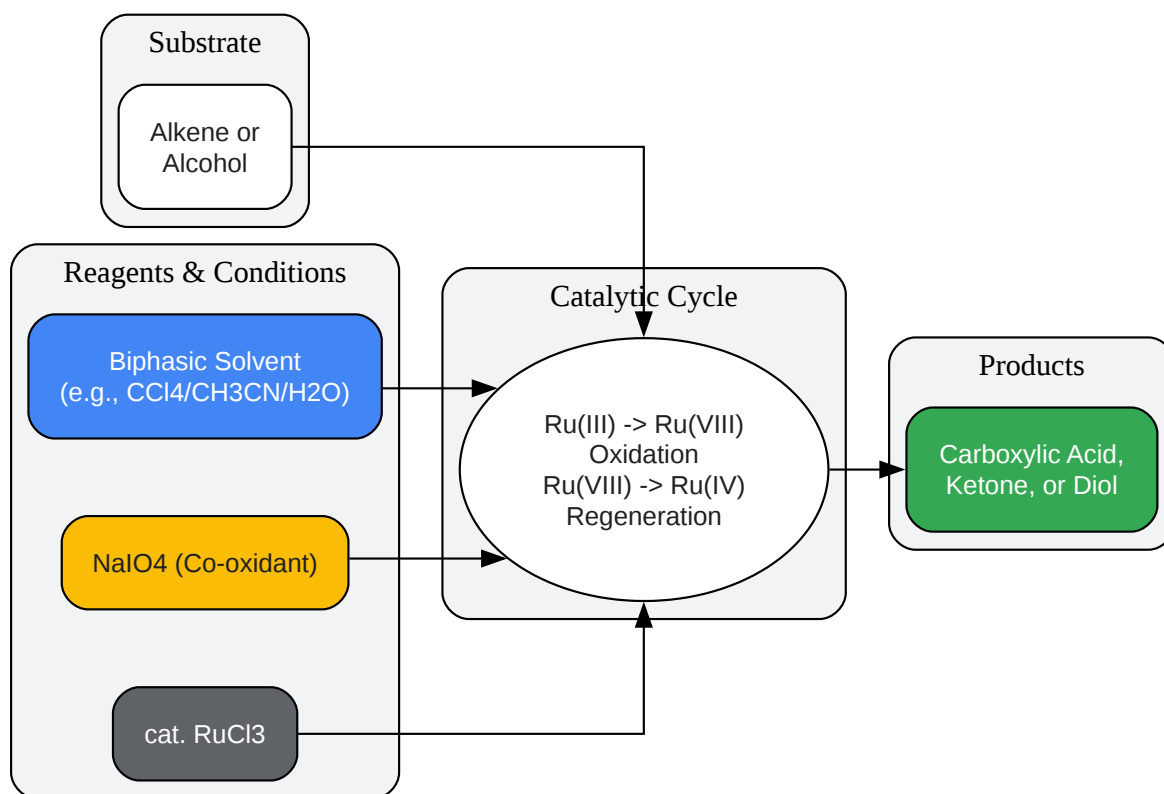 Substrate
Alkene or
Alcohol
Reagents & Conditions
Biphasic Solvent
(e.g., CCl4/CH3CN/H2O)
NaIO4 (Co-oxidant)
cat. RuCl3
Catalytic Cycle
Ru(III) -> Ru(VIII)
Oxidation
Ru(VIII) -> Ru(IV)
Regeneration
Products
Carboxylic Acid,
Ketone, or Diol